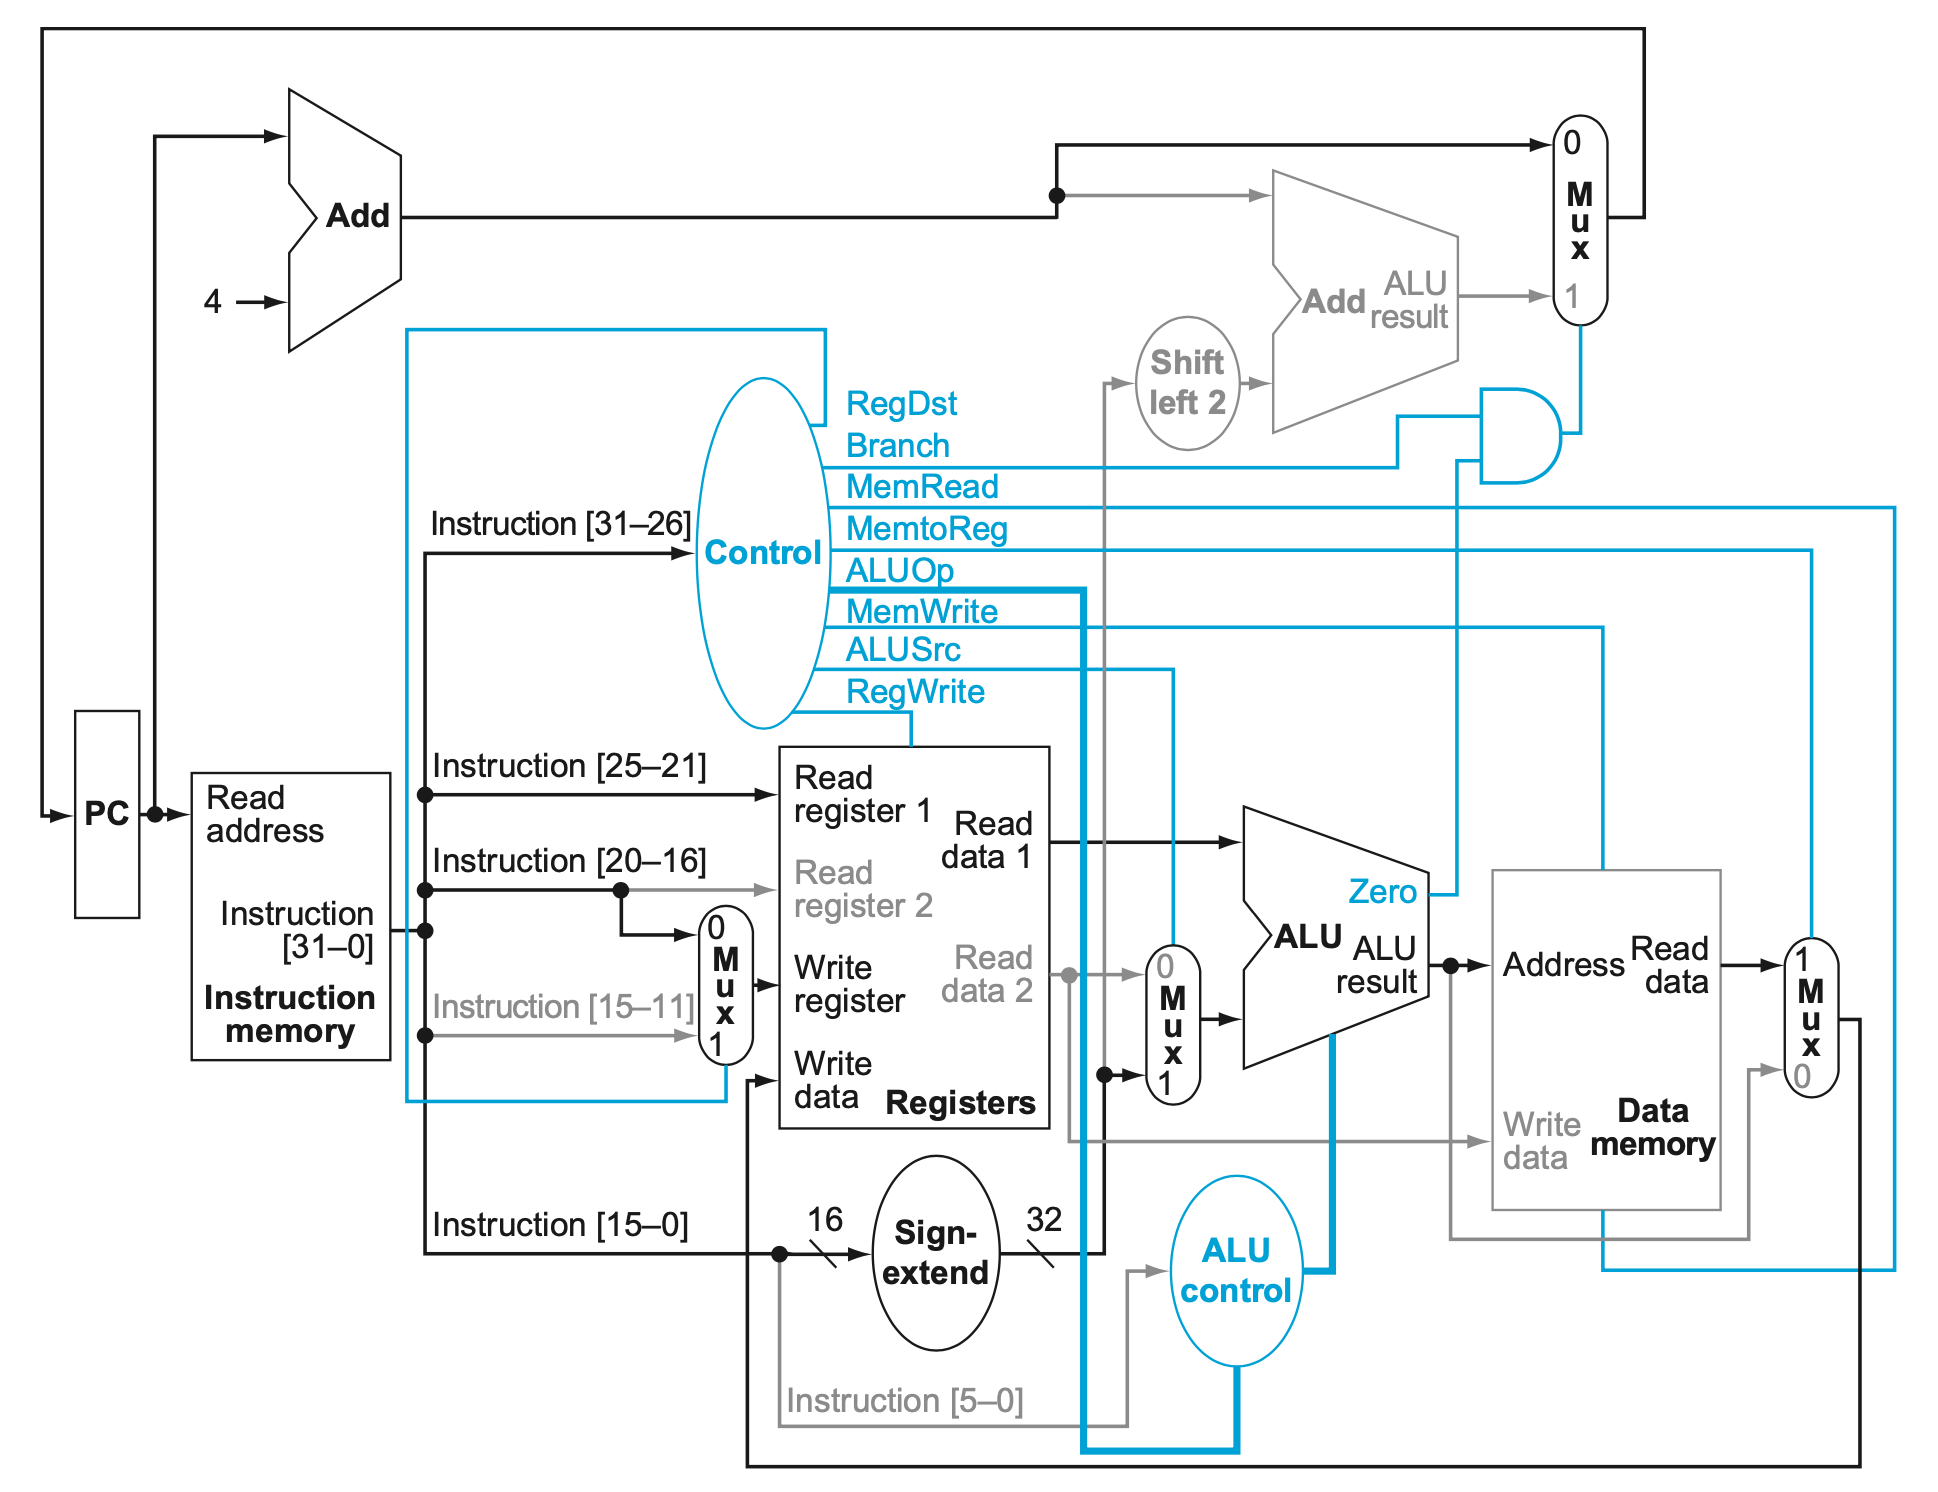 0
M
u
x
1
Add
ALU
result
Add
4
Shift
left 2
RegDst
Branch
MemRead
MemtoReg
ALUOp
MemWrite
ALUSrc
RegWrite
Instruction [31–26]
Control
PC
Read
address
Instruction
[31–0]
Instruction
memory
Instruction [25–21]
Instruction [20–16]
Instruction [15–11]
Instruction [15–0]
0
M
u
x
1
Read
register 1
Read
register 2
Write
register
Write
data
Read
data 1
Read
data 2
Registers
0
M
u
x
1
Zero
ALU
ALU
result
Address
Read
data
Write
data
Data
memory
1
M
u
x
0
16
Sign-
extend
32
ALU
control
Instruction [5–0]